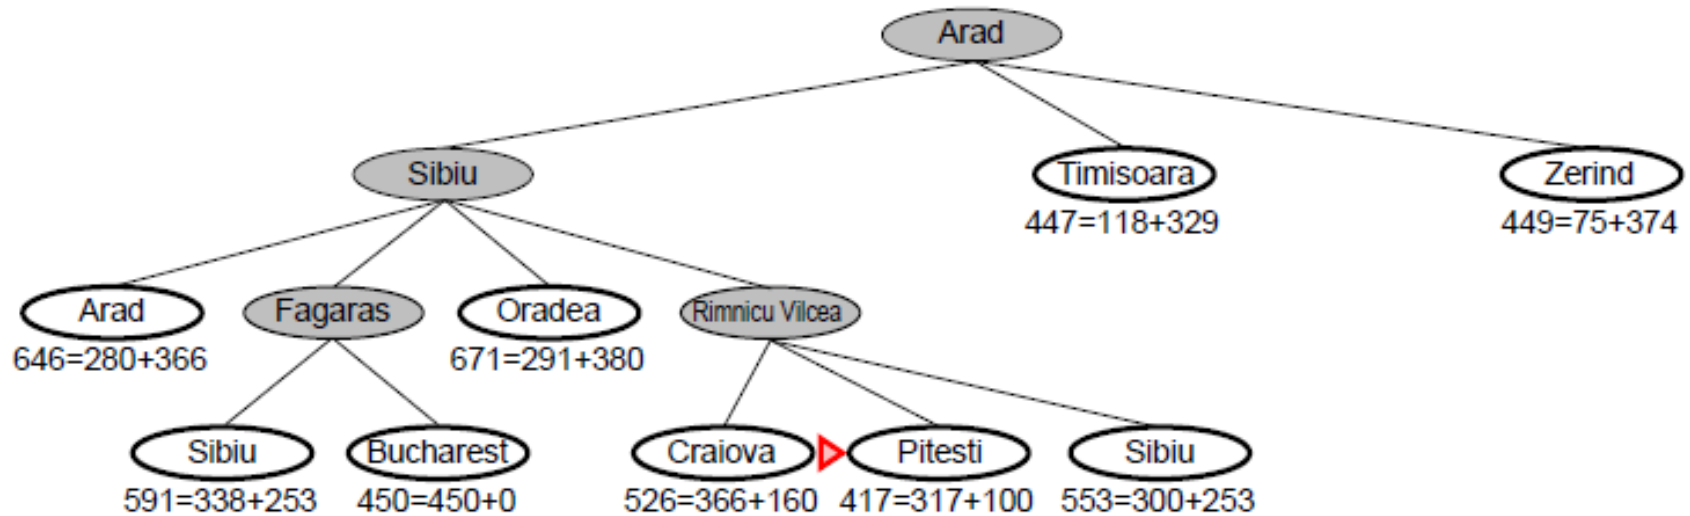 Arad
Sibiu
Timisoara
Zerind
447=118+329
449=75+374
Arad
Fagaras
Oradea
Rimnicu Vilcea
646=280+366
671=291+380
Sibiu
Bucharest
Craiova
Pitesti
Sibiu
591=338+253
450=450+0
526=366+160
417=317+100
553=300+253